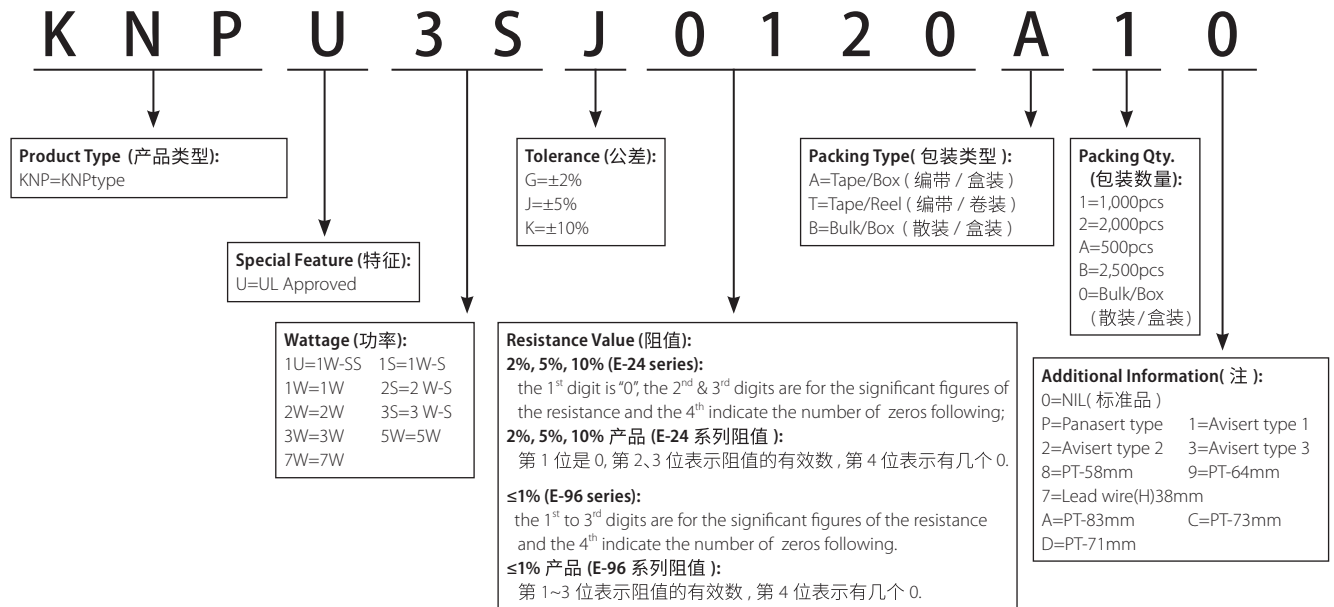 K N P U 3 S J 0 1 2 0 A 1 0
Product Type (产品类型):
KNP=KNPtype
Special Feature (特征):
U=UL Approved
Wattage (功率):
1U=1W-SS 1S=1W-S
1W=1W 2S=2 W-S
2W=2W 3S=3 W-S
3W=3W 5W=5W
7W=7W
Tolerance (公差):
G=±2%
J=±5%
K=±10%
Resistance Value (阻值):
2%, 5%, 10% (E-24 series):
the 1st digit is “0”, the 2nd & 3rd digits are for the significant figures of
the resistance and the 4th indicate the number of zeros following;
2%, 5%, 10% 产品 (E-24 系列阻值 ):
第 1 位是 0, 第 2、3 位表示阻值的有效数 , 第 4 位表示有几个 0.
≤1% (E-96 series):
the 1st to 3rd digits are for the significant figures of the resistance
and the 4th indicate the number of zeros following.
≤1% 产品 (E-96 系列阻值 ):
第 1~3 位表示阻值的有效数 , 第 4 位表示有几个 0.
Packing Type( 包装类型 ):
A=Tape/Box ( 编带 / 盒装 )
T=Tape/Reel ( 编带 / 卷装 )
B=Bulk/Box ( 散装 / 盒装 )
Packing Qty.
(包装数量):
1=1,000pcs
2=2,000pcs
A=500pcs
B=2,500pcs
0=Bulk/Box
(散装/盒装)
Additional Information( 注 ):
0=NIL( 标准品 )
P=Panasert type 1=Avisert type 1
2=Avisert type 2 3=Avisert type 3
8=PT-58mm 9=PT-64mm
7=Lead wire(H)38mm
A=PT-83mm C=PT-73mm
D=PT-71mm